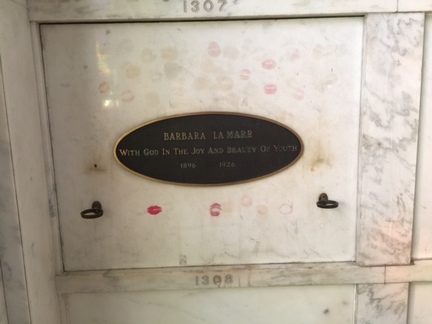 1307
BARBARA LA MARR
WITH GOD IN THE JOY AND BEAUTY OF YOUTH
1896 1926
1308